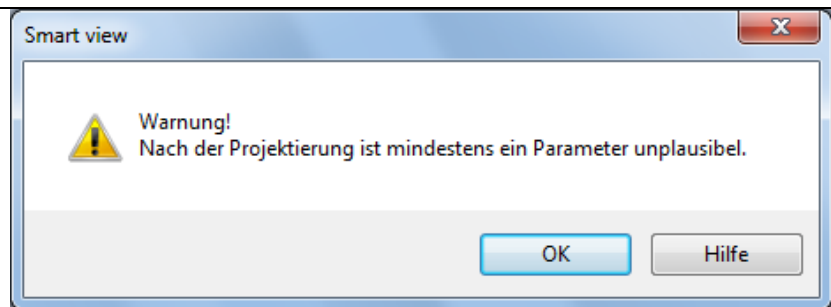 Smart view
Warnung!
Nach der Projektierung ist mindestens ein Parameter unplausibel.
OK
Hilfe